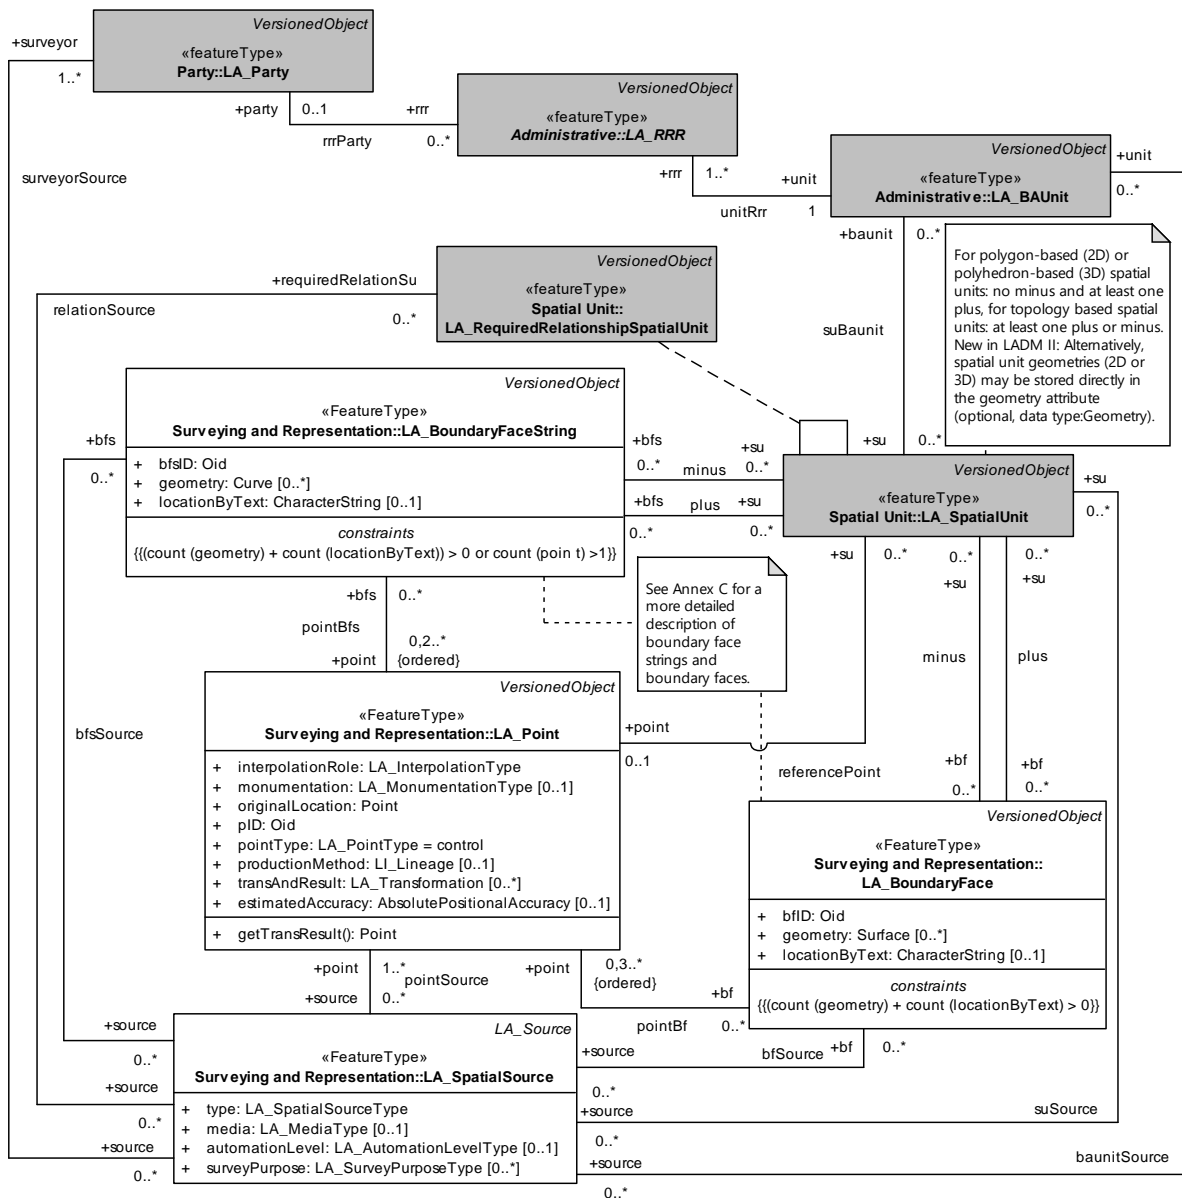 VersionedObject
«featureType»
Party::LA_Party
+surveyor
1..*
+party
0..1
+rrr
rrrParty
0..*
VersionedObject
«featureType»
Administrative::LA_RRR
+rrr
1..*
+unit
unitRrr
1
surveyorSource
VersionedObject
«featureType»
Administrative::LA_BAUnit
+unit
0..*
+baunit
0..*
For polygon-based (2D) or
polyhedron-based (3D) spatial
units: no minus and at least one
plus, for topology based spatial
units: at least one plus or minus.
New in LADM II: Alternatively,
spatial unit geometries (2D or
3D) may be stored directly in
the geometry attribute
(optional, data type:Geometry).
VersionedObject
«featureType»
Spatial Unit::
LA_RequiredRelationshipSpatialUnit
+requiredRelationSu
relationSource
0..*
suBaunit
VersionedObject
«FeatureType»
Surveying and Representation::LA_BoundaryFaceString
+ bfsID: Oid
+ geometry: Curve [0..*]
+ locationByText: CharacterString [0..1]
constraints
{{(count (geometry) + count (locationByText)) > 0 or count (poin t) >1}}
+bfs
0..*
+bfs
+su
0..*
minus
0..*
+bfs
plus
+su
0..*
0..*
+su
0..*
VersionedObject
«featureType»
Spatial Unit::LA_SpatialUnit
+su
0..*
+su
0..*
0..*
+su
0..*
+su
See Annex C for a
more detailed
description of
boundary face
strings and
boundary faces.
+bfs
0..*
pointBfs
0,2..*
+point
{ordered}
minus
plus
VersionedObject
«FeatureType»
Surveying and Representation::LA_Point
+ interpolationRole: LA_InterpolationType
+ monumentation: LA_MonumentationType [0..1]
+ originalLocation: Point
+ pID: Oid
+ pointType: LA_PointType = control
+ productionMethod: LI_Lineage [0..1]
+ transAndResult: LA_Transformation [0..*]
+ estimatedAccuracy: AbsolutePositionalAccuracy [0..1]
+ getTransResult(): Point
bfsSource
+point
0..1
referencePoint
+bf
0..*
+bf
0..*
VersionedObject
«FeatureType»
Surveying and Representation::
LA_BoundaryFace
+ bfID: Oid
+ geometry: Surface [0..*]
+ locationByText: CharacterString [0..1]
constraints
{{(count (geometry) + count (locationByText) > 0}}
+point
1..*
pointSource
+source
0..*
+point
0,3..*
{ordered}
+bf
pointBf
0..*
LA_Source
«FeatureType»
Surveying and Representation::LA_SpatialSource
+ type: LA_SpatialSourceType
+ media: LA_MediaType [0..1]
+ automationLevel: LA_AutomationLevelType [0..1]
+ surveyPurpose: LA_SurveyPurposeType [0..*]
+source
0..*
+source
0..*
+source
0..*
+source
bfSource
+bf
0..*
0..*
+source
suSource
0..*
+source
baunitSource
0..*